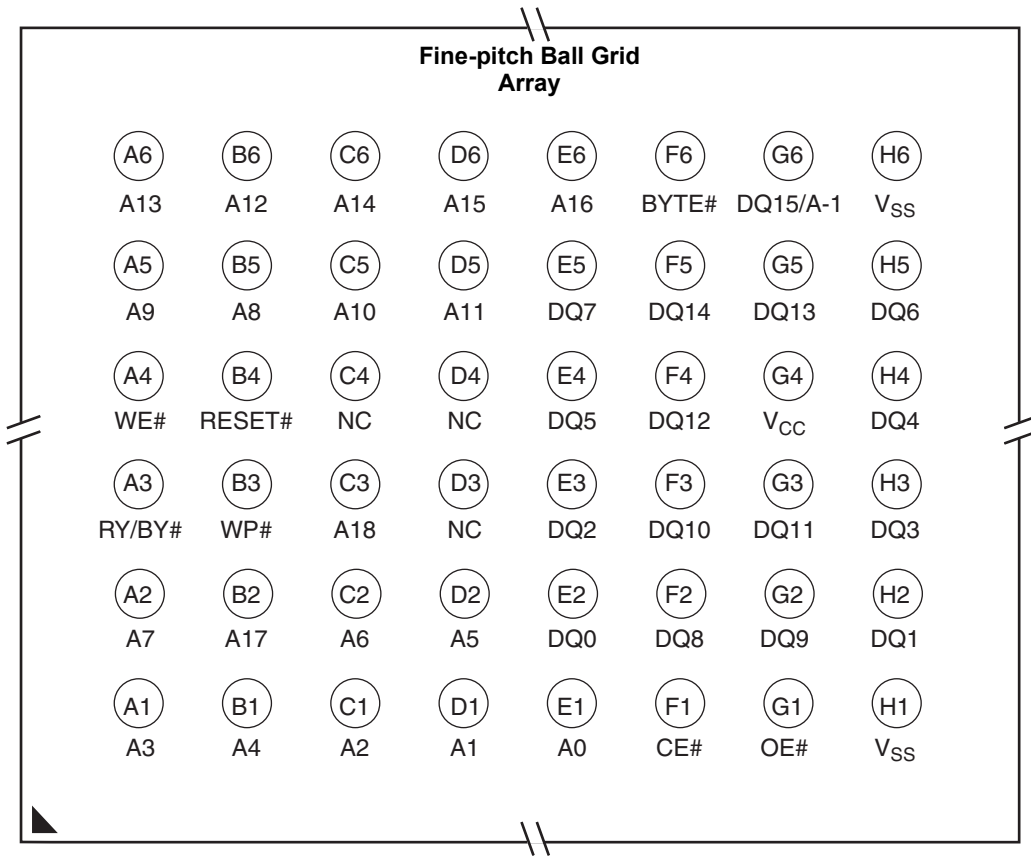 Fine-pitch Ball Grid
Array
A6 B6 C6 D6 E6 F6 G6 H6
A13 A12 A14 A15 A16 BYTE# DQ15/A-1 VSS
A5 B5 C5 D5 E5 F5 G5 H5
A9 A8 A10 A11 DQ7 DQ14 DQ13 DQ6
A4 B4 C4 D4 E4 F4 G4 H4
WE# RESET# NC NC DQ5 DQ12 VCC DQ4
A3 B3 C3 D3 E3 F3 G3 H3
RY/BY# WP# A18 NC DQ2 DQ10 DQ11 DQ3
A2 B2 C2 D2 E2 F2 G2 H2
A7 A17 A6 A5 DQ0 DQ8 DQ9 DQ1
A1 B1 C1 D1 E1 F1 G1 H1
A3 A4 A2 A1 A0 CE# OE# VSS